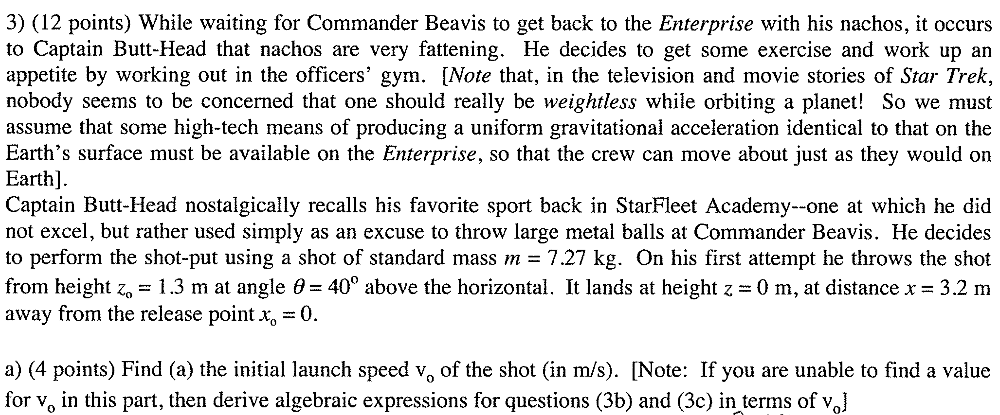 3) (12 points) While waiting for Commander Beavis to get back to the Enterprise with his nachos, it occurs
to Captain Butt-Head that nachos are very fattening. He decides to get some exercise and work up an
appetite by working out in the officers’ gym. [Note that, in the television and movie stories of Star Trek,
nobody seems to be concerned that one should really be weightless while orbiting a planet! So we must
assume that some high-tech means of producing a uniform gravitational acceleration identical to that on the
Earth’s surface must be available on the Enterprise, so that the crew can move about just as they would on
Earth].
Captain Butt-Head nostalgically recalls his favorite sport back in StarFleet Academy--one at which he did
not excel, but rather used simply as an excuse to throw large metal balls at Commander Beavis. He decides
to perform the shot-put using a shot of standard mass m = 7.27 kg. On his first attempt he throws the shot
from height z₀ = 1.3 m at angle θ = 40⁰ above the horizontal. It lands at height z = 0 m, at distance x = 3.2 m
away from the release point x₀ = 0.
a) (4 points) Find (a) the initial launch speed v₀ of the shot (in m/s). [Note: If you are unable to find a value
for v₀ in this part, then derive algebraic expressions for questions (3b) and (3c) in terms of v₀]